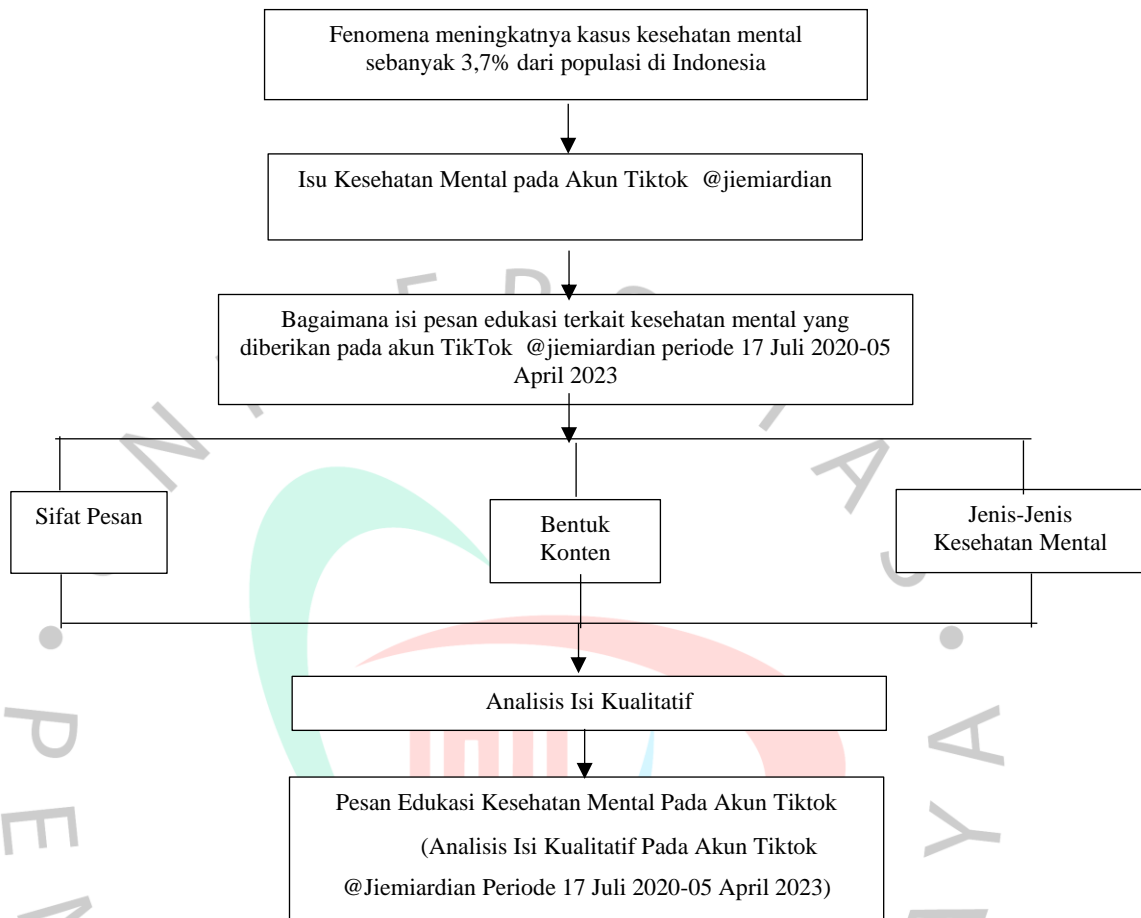 Fenomena meningkatnya kasus kesehatan mental
sebanyak 3,7% dari populasi di Indonesia
Isu Kesehatan Mental pada Akun Tiktok @jiemiardian
Bagaimana isi pesan edukasi terkait kesehatan mental yang
diberikan pada akun TikTok @jiemiardian periode 17 Juli 2020-05
April 2023
Sifat Pesan
Bentuk
Konten
Jenis-Jenis
Kesehatan Mental
Analisis Isi Kualitatif
Pesan Edukasi Kesehatan Mental Pada Akun Tiktok
(Analisis Isi Kualitatif Pada Akun Tiktok
@Jiemiardian Periode 17 Juli 2020-05 April 2023)